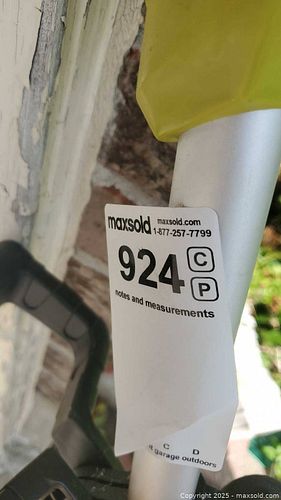 maxsold maxsold.com
1-877-257-7799
924 C
P
notes and measurements
C D
garage outdoors
Copyright 2025 - maxsold.com